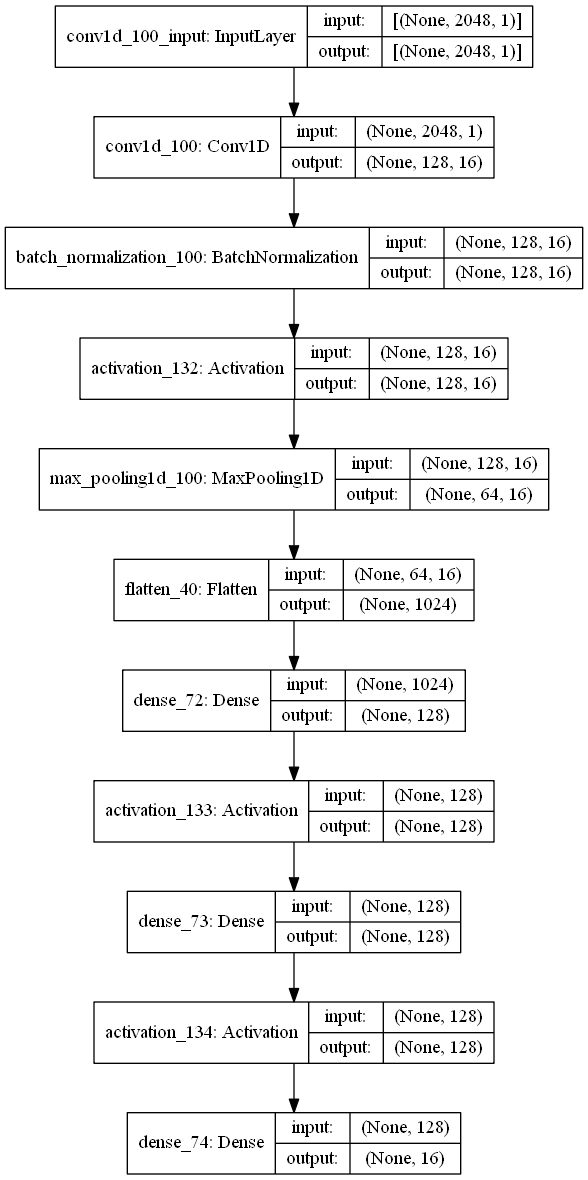 conv1d_100_input: InputLayer
input: [(None, 2048, 1)]
output: [(None, 2048, 1)]
conv1d_100: Conv1D
input: (None, 2048, 1)
output: (None, 128, 16)
batch_normalization_100: BatchNormalization
input: (None, 128, 16)
output: (None, 128, 16)
activation_132: Activation
input: (None, 128, 16)
output: (None, 128, 16)
max_pooling1d_100: MaxPooling1D
input: (None, 128, 16)
output: (None, 64, 16)
flatten_40: Flatten
input: (None, 64, 16)
output: (None, 1024)
dense_72: Dense
input: (None, 1024)
output: (None, 128)
activation_133: Activation
input: (None, 128)
output: (None, 128)
dense_73: Dense
input: (None, 128)
output: (None, 128)
activation_134: Activation
input: (None, 128)
output: (None, 128)
dense_74: Dense
input: (None, 128)
output: (None, 16)